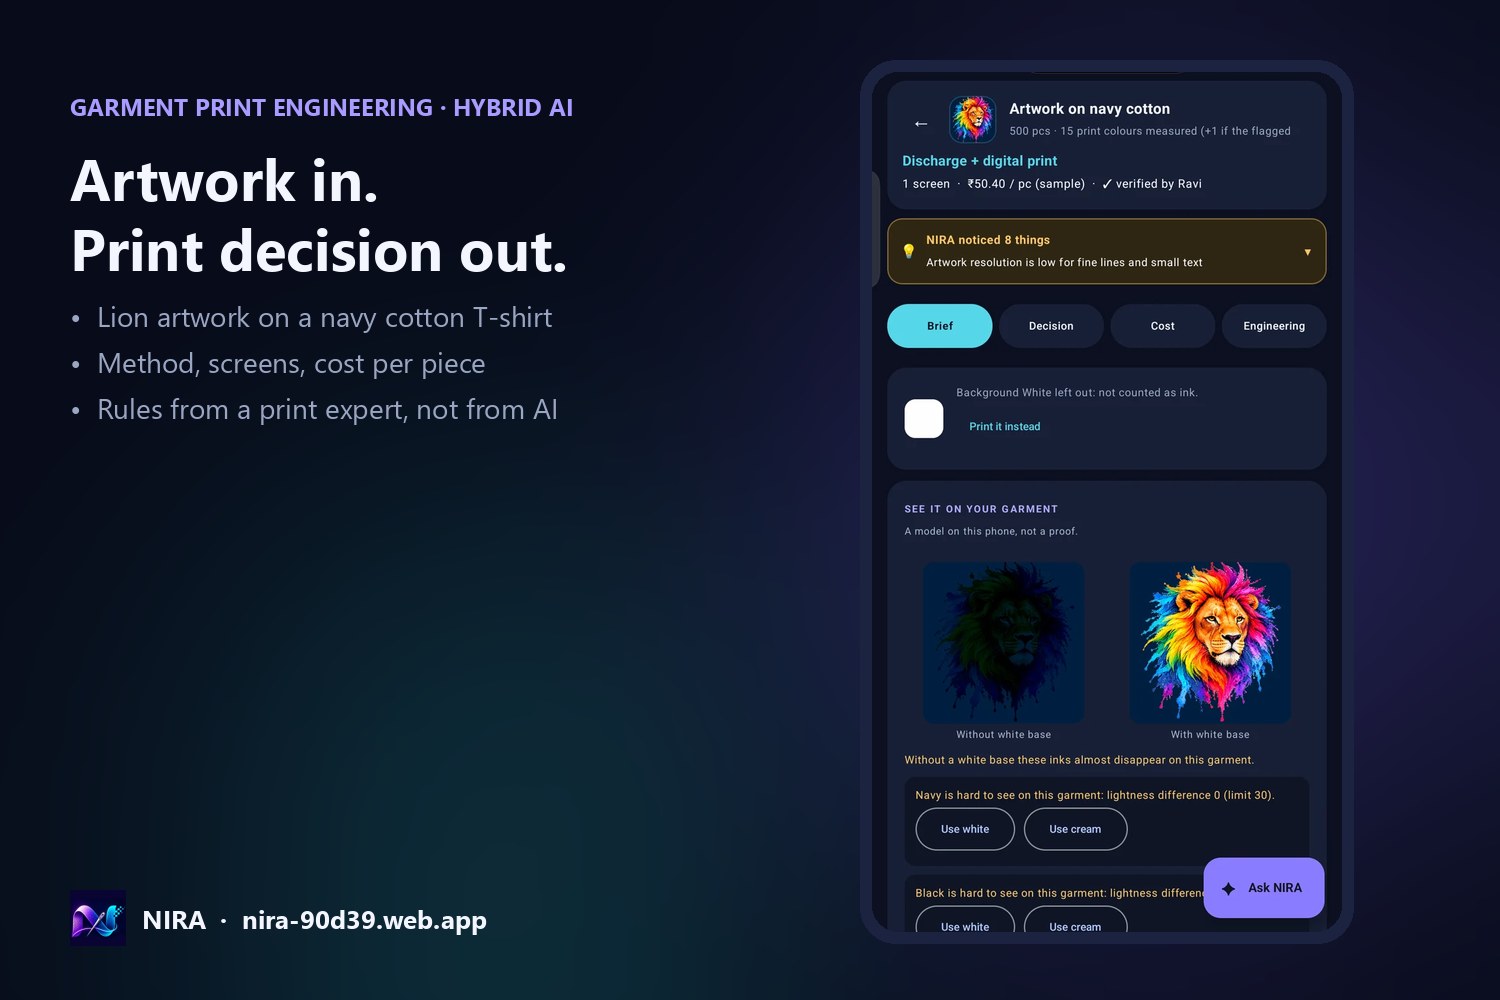 GARMENT PRINT ENGINEERING · HYBRID AI
Artwork in.
Print decision out.
• Lion artwork on a navy cotton T-shirt
• Method, screens, cost per piece
• Rules from a print expert, not from AI
NIRA · nira-90d39.web.app
←
Artwork on navy cotton
500 pcs · 15 print colours measured (+1 if the flagged
Discharge + digital print
1 screen · ₹50.40 / pc (sample) · ✓ verified by Ravi
NIRA noticed 8 things
Artwork resolution is low for fine lines and small text
Brief
Decision
Cost
Engineering
Background White left out: not counted as ink.
Print it instead
SEE IT ON YOUR GARMENT
A model on this phone, not a proof.
Without white base
With white base
Without a white base these inks almost disappear on this garment.
Navy is hard to see on this garment: lightness difference 0 (limit 30).
Use white
Use cream
Black is hard to see on this garment: lightness
Use white
Use cream
Ask NIRA